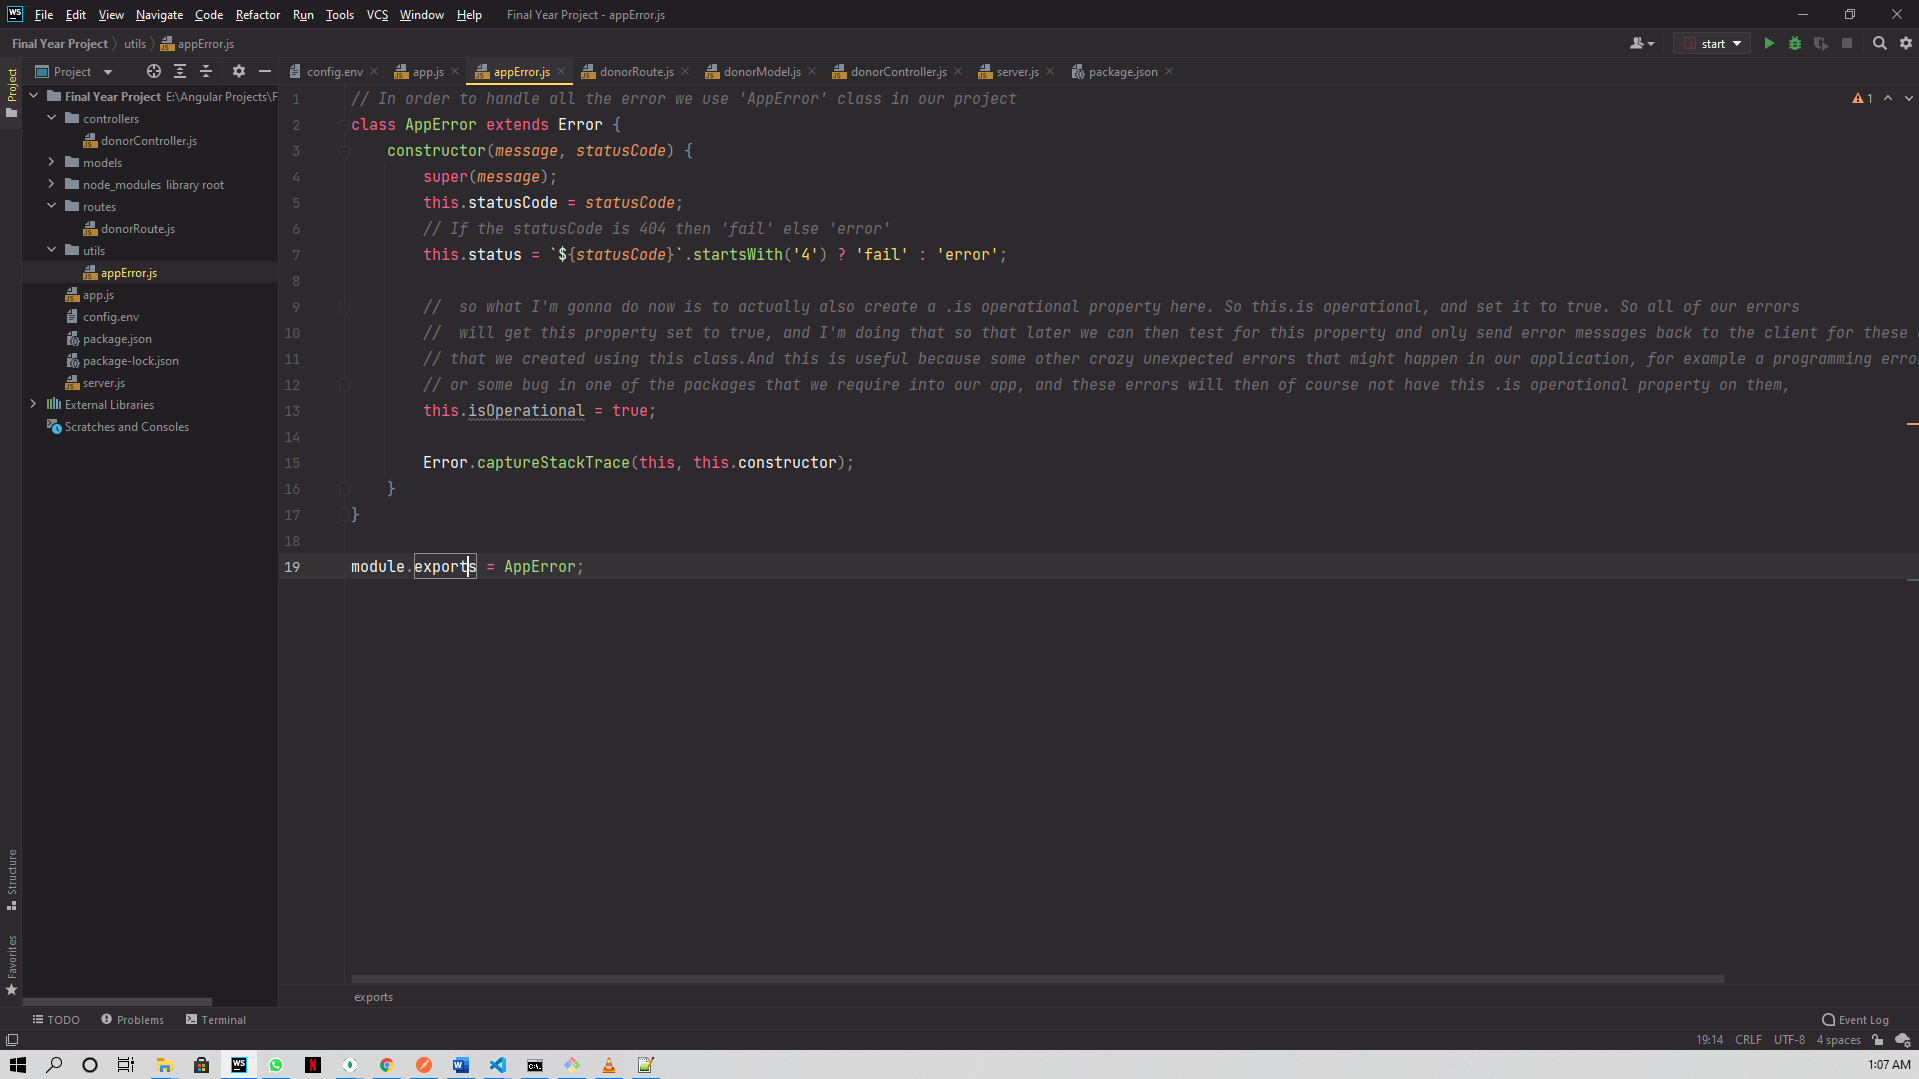 WS File Edit View Navigate Code Refactor Run Tools VCS Window Help Final Year Project - appError.js
Final Year Project utils appError.js start
Project config.env app.js appError.js donorRoute.js donorModel.js donorController.js server.js package.json
Project
Final Year Project E:\Angular Projects\F
controllers
donorController.js
models
node_modules library root
routes
donorRoute.js
utils
appError.js
app.js
config.env
package.json
package-lock.json
server.js
External Libraries
Scratches and Consoles
Structure
Favorites
1 // In order to handle all the error we use 'AppError' class in our project
2 class AppError extends Error {
3 constructor(message, statusCode) {
4 super(message);
5 this.statusCode = statusCode;
6 // If the statusCode is 404 then 'fail' else 'error'
7 this.status = `${statusCode}`.startsWith('4') ? 'fail' : 'error';
8
9 //  so what I'm gonna do now is to actually also create a .is operational property here. So this.is operational, and set it to true. So all of our errors
10 //  will get this property set to true, and I'm doing that so that later we can then test for this property and only send error messages back to the client for these
11 // that we created using this class.And this is useful because some other crazy unexpected errors that might happen in our application, for example a programming erro
12 // or some bug in one of the packages that we require into our app, and these errors will then of course not have this .is operational property on them,
13 this.isOperational = true;
14
15 Error.captureStackTrace(this, this.constructor);
16 }
17 }
18
19 module.exports = AppError;
1
exports
TODO Problems Terminal Event Log
19:14 CRLF UTF-8 4 spaces
WS N W C:\. 1:07 AM